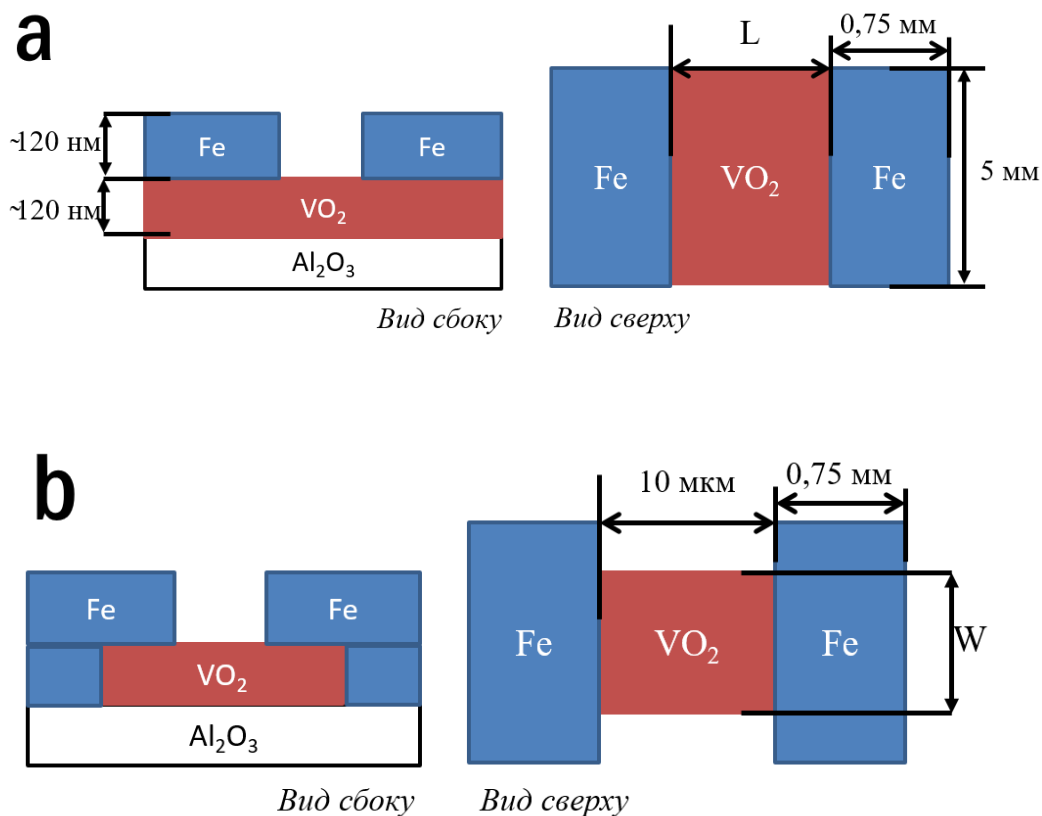 a
L
0,75 мм
~120 нм
Fe
Fe
Fe
VO₂
Fe
5 мм
~120 нм
VO₂
Al₂O₃
Вид сбоку
Вид сверху
b
10 мкм
0,75 мм
Fe
Fe
Fe
VO₂
Fe
W
VO₂
Al₂O₃
Вид сбоку
Вид сверху